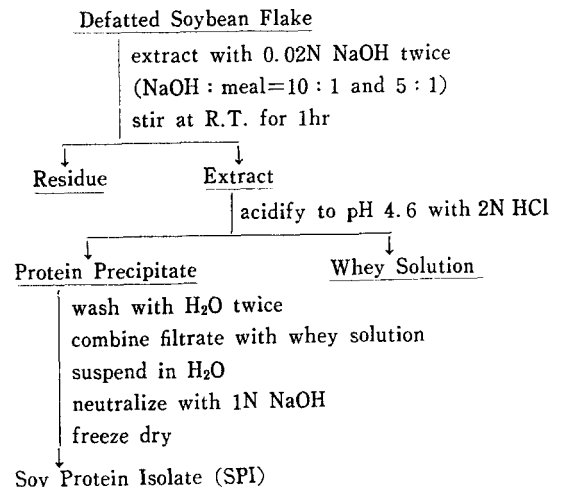 Defatted Soybean Flake
extract with 0.02N NaOH twice
(NaOH : meal=10 : 1 and 5 : 1)
stir at R.T. for 1hr
Residue Extract
acidify to pH 4.6 with 2N HCl
Protein Precipitate Whey Solution
wash with H₂O twice
combine filtrate with whey solution
suspend in H₂O
neutralize with 1N NaOH
freeze dry
Soy Protein Isolate (SPI)